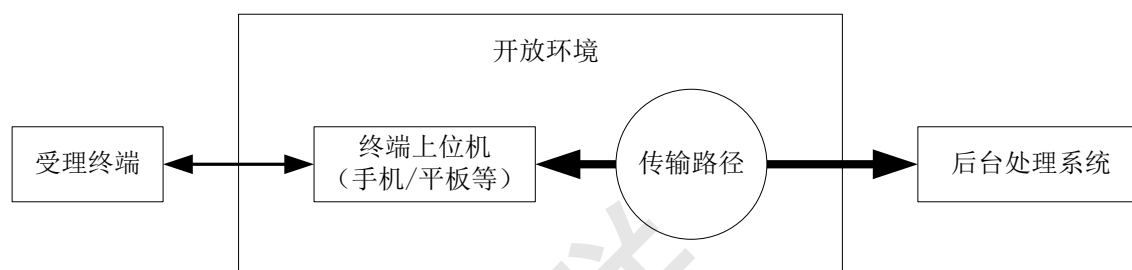 开放环境
受理终端
终端上位机
（手机/平板等）
传输路径
后台处理系统